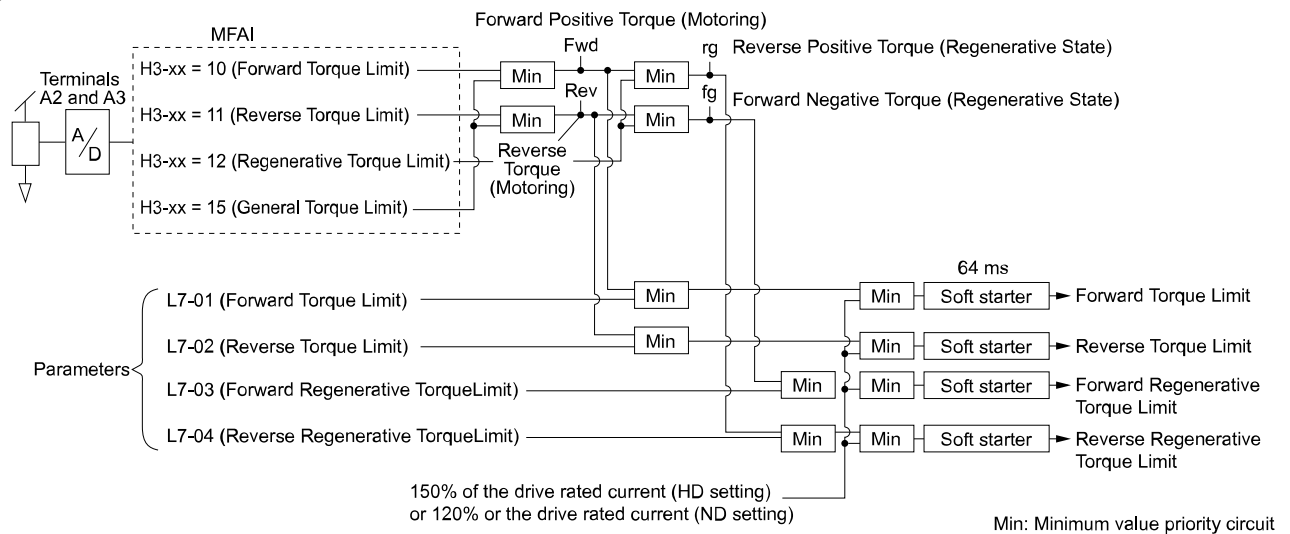 Forward Positive Torque (Motoring)
MFAI
Fwd
rg
Reverse Positive Torque (Regenerative State)
Terminals
A2 and A3
H3-xx = 10 (Forward Torque Limit)
Min
Min
Rev
fg
Forward Negative Torque (Regenerative State)
A/D
H3-xx = 11 (Reverse Torque Limit)
Min
Min
Reverse
Torque
(Motoring)
H3-xx = 12 (Regenerative Torque Limit)
H3-xx = 15 (General Torque Limit)
64 ms
L7-01 (Forward Torque Limit)
Min
Min
Soft starter
Forward Torque Limit
L7-02 (Reverse Torque Limit)
Min
Min
Soft starter
Reverse Torque Limit
Parameters
L7-03 (Forward Regenerative TorqueLimit)
Min
Min
Soft starter
Forward Regenerative
Torque Limit
L7-04 (Reverse Regenerative TorqueLimit)
Min
Min
Soft starter
Reverse Regenerative
Torque Limit
150% of the drive rated current (HD setting)
or 120% or the drive rated current (ND setting)
Min: Minimum value priority circuit